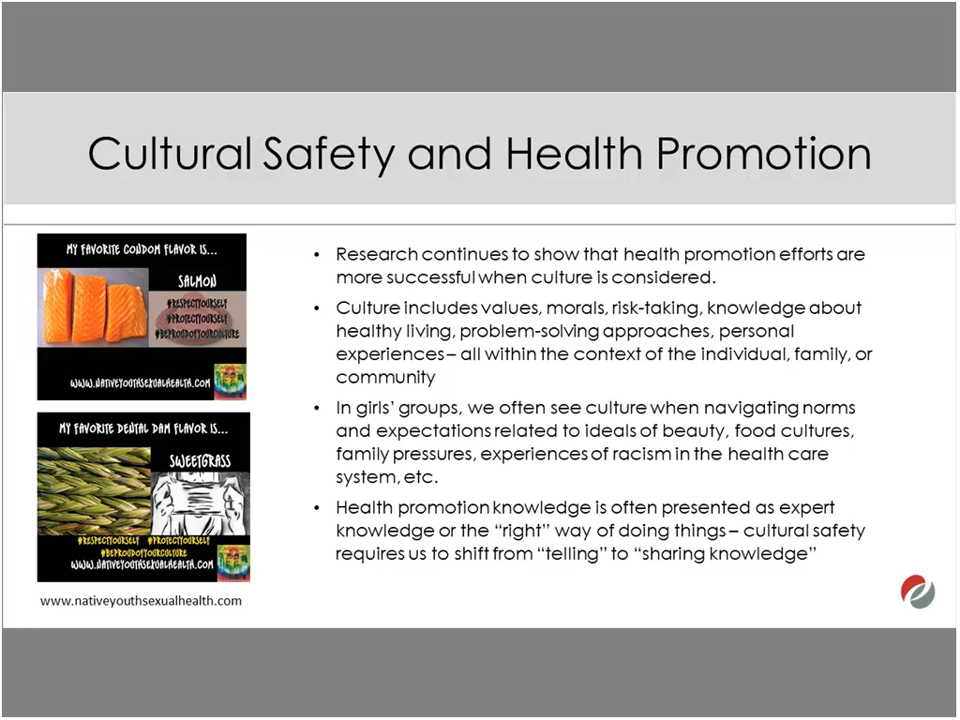 Cultural Safety and Health Promotion
MY FAVORITE CONDOM FLAVOR IS...
SALMON
#RESPECTYOURSELF
#PROTECTYOURSELF
#BEPROUDOFYOURCULTURE
WWW.NATIVEYOUTHSEXUALHEALTH.COM
MY FAVORITE DENTAL DAM FLAVOR IS...
SWEETGRASS
#RESPECTYOURSELF #PROTECTYOURSELF
#BEPROUDOFYOURCULTURE
WWW.NATIVEYOUTHSEXUALHEALTH.COM
www.nativeyouthsexualhealth.com
• Research continues to show that health promotion efforts are
more successful when culture is considered.
• Culture includes values, morals, risk-taking, knowledge about
healthy living, problem-solving approaches, personal
experiences – all within the context of the individual, family, or
community
• In girls’ groups, we often see culture when navigating norms
and expectations related to ideals of beauty, food cultures,
family pressures, experiences of racism in the health care
system, etc.
• Health promotion knowledge is often presented as expert
knowledge or the “right” way of doing things – cultural safety
requires us to shift from “telling” to “sharing knowledge”